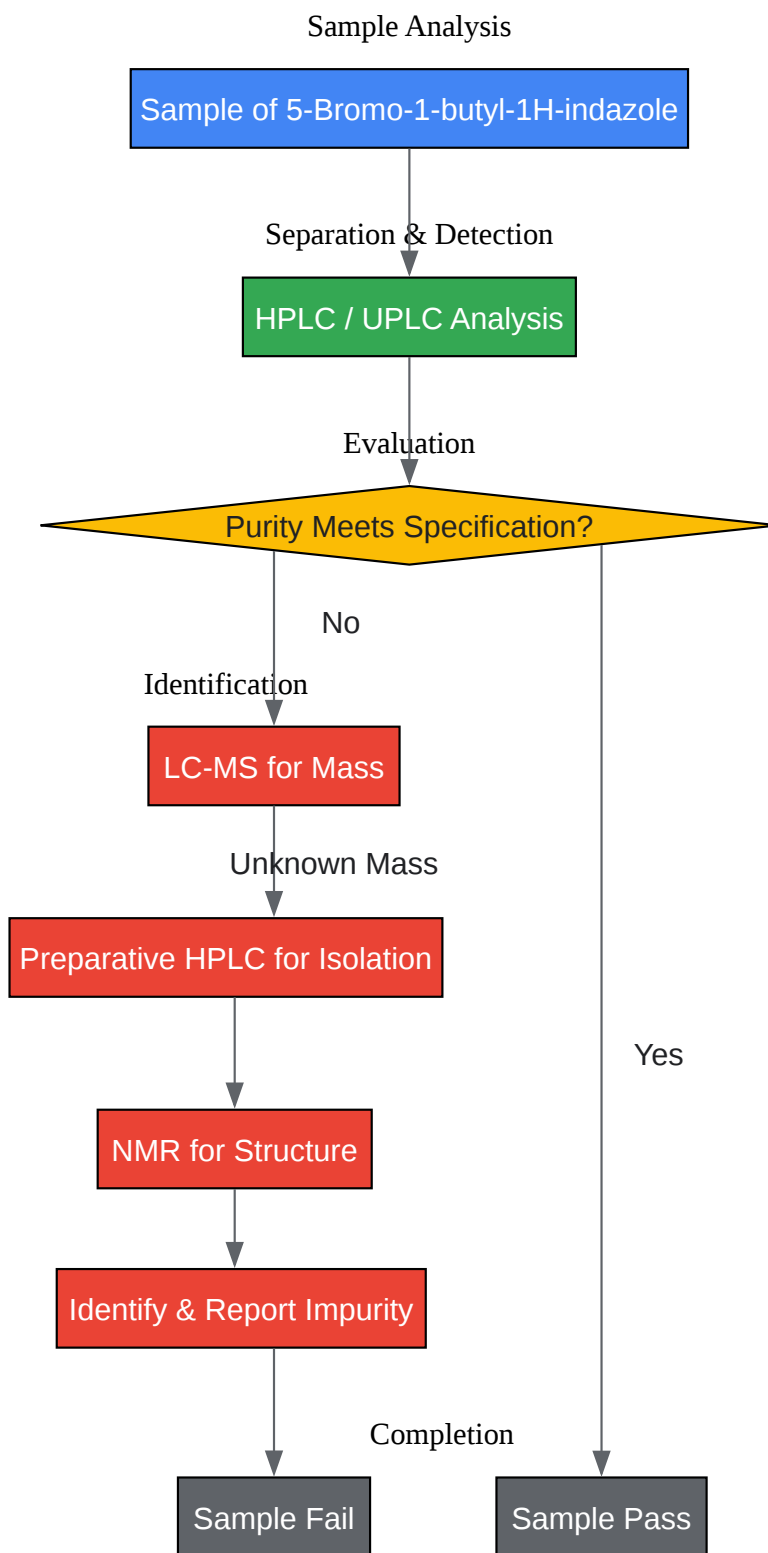 Sample Analysis
Sample of 5-Bromo-1-butyl-1H-indazole
Separation & Detection
HPLC / UPLC Analysis
Evaluation
Purity Meets Specification?
No
Identification
LC-MS for Mass
Unknown Mass
Preparative HPLC for Isolation
Yes
NMR for Structure
Identify & Report Impurity
Completion
Sample Fail
Sample Pass